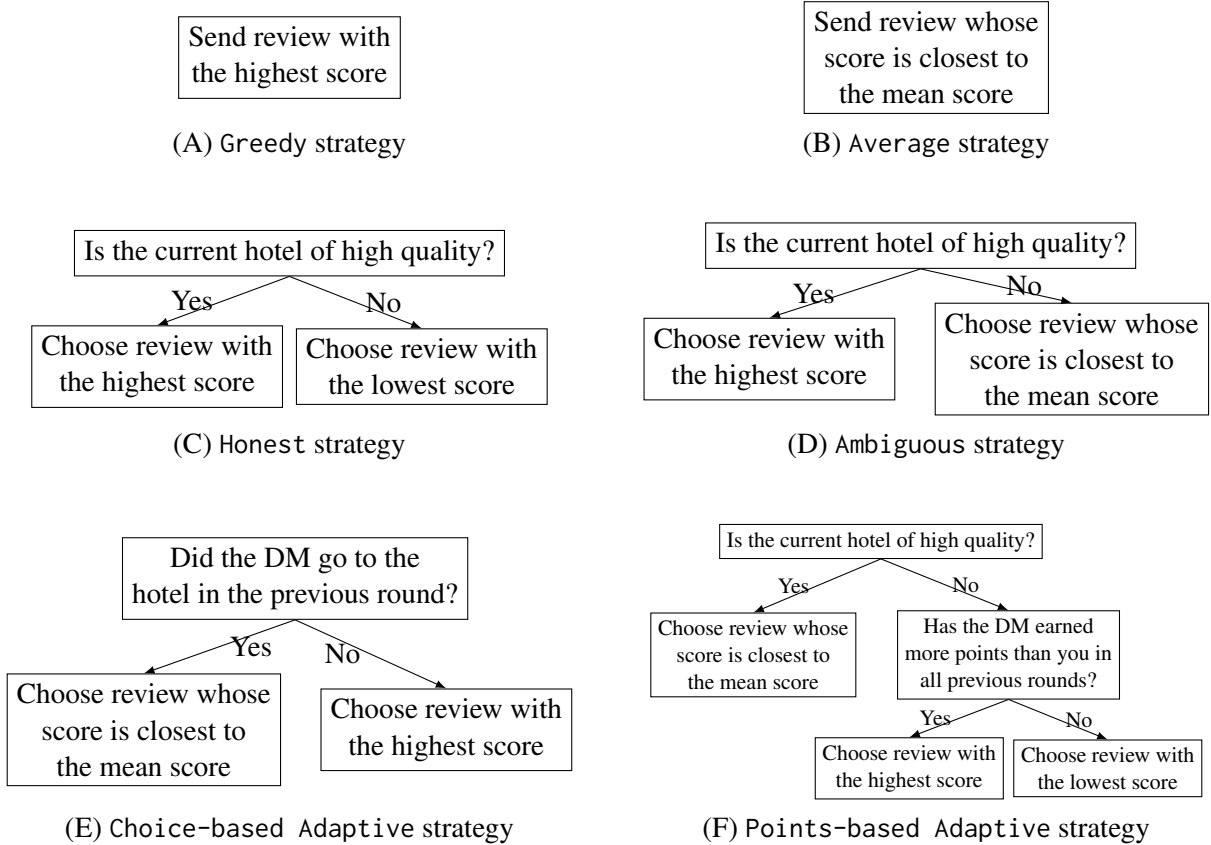 Send review with
the highest score
(A) Greedy strategy
Send review whose
score is closest to
the mean score
(B) Average strategy
Is the current hotel of high quality?
Yes
No
Choose review with
the highest score
Choose review with
the lowest score
(C) Honest strategy
Is the current hotel of high quality?
Yes
No
Choose review with
the highest score
Choose review whose
score is closest to
the mean score
(D) Ambiguous strategy
Did the DM go to the
hotel in the previous round?
Yes
No
Choose review whose
score is closest to
the mean score
Choose review with
the highest score
(E) Choice-based Adaptive strategy
Is the current hotel of high quality?
Yes
No
Choose review whose
score is closest to
the mean score
Has the DM earned
more points than you in
all previous rounds?
Yes
No
Choose review with
the highest score
Choose review with
the lowest score
(F) Points-based Adaptive strategy